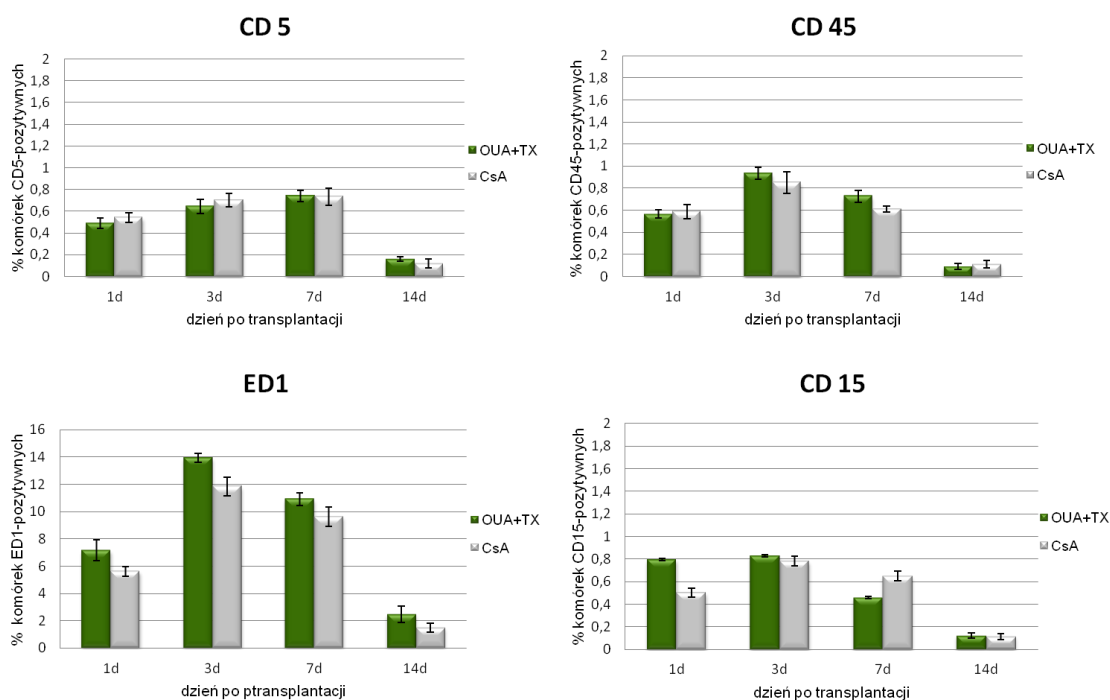 CD 5
% komórek CD5-pozytywnych
2
1,8
1,6
1,4
1,2
1
0,8
0,6
0,4
0,2
0
1d 3d 7d 14d
dzień po transplantacji
OUA+TX
CsA
CD 45
% komórek CD45-pozytywnych
2
1,8
1,6
1,4
1,2
1
0,8
0,6
0,4
0,2
0
1d 3d 7d 14d
dzień po transplantacji
OUA+TX
CsA
ED1
% komórek ED1-pozytywnych
16
14
12
10
8
6
4
2
0
1d 3d 7d 14d
dzień po ptransplantacji
OUA+TX
CsA
CD 15
% komórek CD15-pozytywnych
2
1,8
1,6
1,4
1,2
1
0,8
0,6
0,4
0,2
0
1d 3d 7d 14d
dzień po transplantacji
OUA+TX
CsA